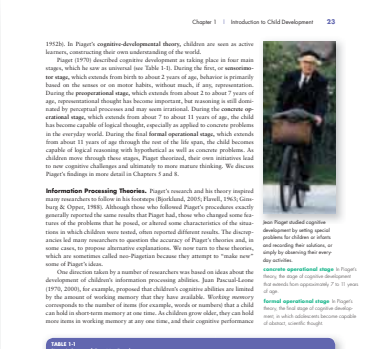 Chapter 1 | Introduction to Child Development 23
1952b). In Piaget's cognitive-developmental theory, children are seen as active
learners, constructing their own understanding of the world.
Piaget (1970) described cognitive development as taking place in four main
stages, which he saw as universal (see Table 1-1). During the first, or sensorimo-
tor stage, which extends from birth to about 2 years of age, behavior is primarily
based on the senses or on motor habits, without much, if any, representation.
During the preoperational stage, which extends from about 2 to about 7 years of
age, representational thought has become important, but reasoning is still domi-
nated by perceptual processes and may seem irrational. During the concrete op-
erational stage, which extends from about 7 to about 11 years of age, the child
has become capable of logical thought, especially as applied to concrete problems
in the everyday world. During the final formal operational stage, which extends
from about 11 years of age through the rest of the life span, the child becomes
capable of logical reasoning with hypothetical as well as concrete problems. As
children move through these stages, Piaget theorized, their own initiatives lead
to new cognitive challenges and ultimately to more mature thinking. We discuss
Piaget's findings in more detail in Chapters 5 and 8.
Information Processing Theories. Piaget's research and his theory inspired
many researchers to follow in his footsteps (Bjorklund, 2005; Flavell, 1963; Gins-
burg & Opper, 1988). Although those who followed Piaget's procedures exactly
generally reported the same results that Piaget had, those who changed some fea-
tures of the problems that he posed, or altered some characteristics of the situa-
tions in which children were tested, often reported different results. The discrep-
ancies led many researchers to question the accuracy of Piaget's theories and, in
some cases, to propose alternative explanations. We now turn to these theories,
which are sometimes called neo-Piagetian because they attempt to "make new"
some of Piaget's ideas.
One direction taken by a number of researchers was based on ideas about the
development of children's information processing abilities. Juan Pascual-Leone
(1970, 2000), for example, proposed that children's cognitive abilities are limited
by the amount of working memory that they have available. Working memory
corresponds to the number of items (for example, words or numbers) that a child
can hold in short-term memory at one time. As children grow older, they can hold
more items in working memory at any one time, and their cognitive performance
Jean Piaget studied cognitive
development by setting special
problems for children or infants
and recording their solutions, or
simply by observing their every-
day activities.
concrete operational stage In Piaget's
theory, the stage of cognitive development
that extends from approximately 7 to 11 years
of age.
formal operational stage In Piaget's
theory, the final stage of cognitive develop-
ment, in which adolescents become capable
of abstract, scientific thought
TABLE 1-1